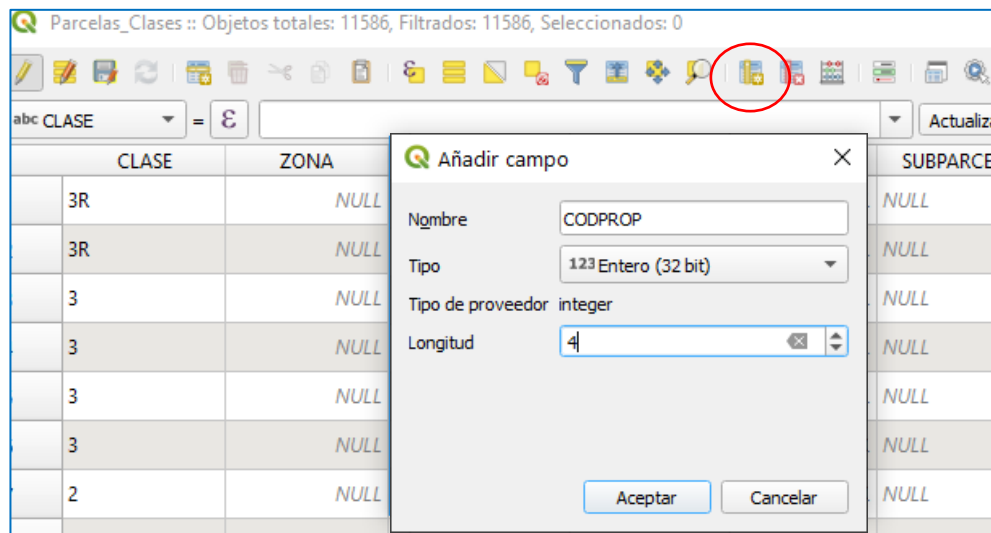 Parcelas_Clases :: Objetos totales: 11586, Filtrados: 11586, Seleccionados: 0
abc CLASE = ε Actualiza
CLASE ZONA SUBPARCE
3R NULL NULL
3R NULL NULL
3 NULL NULL
3 NULL NULL
3 NULL NULL
3 NULL NULL
2 NULL NULL
Añadir campo
Nombre CODPROP
Tipo 123 Entero (32 bit)
Tipo de proveedor integer
Longitud 4
Aceptar Cancelar